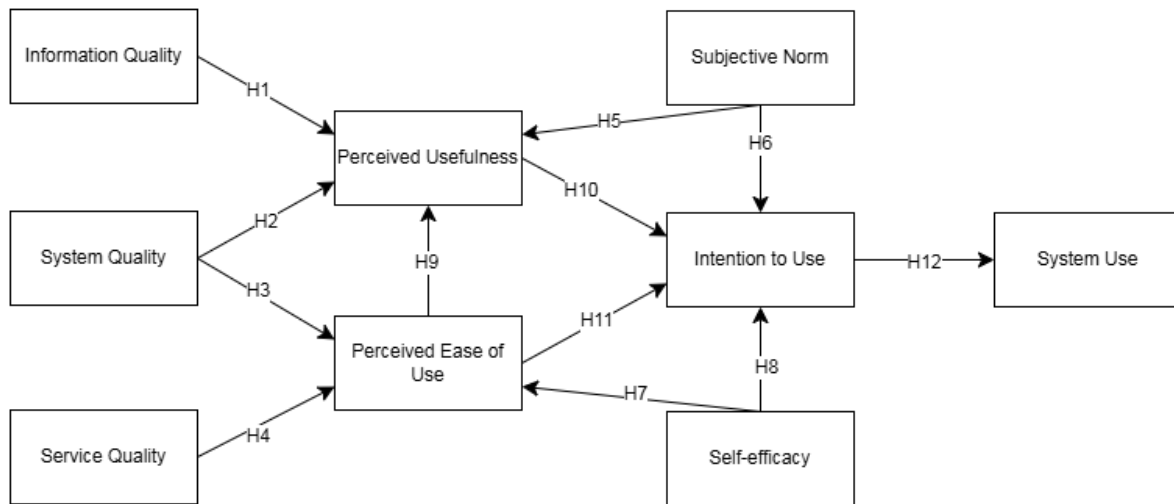 Information Quality
Subjective Norm
H1
H5
H6
Perceived Usefulness
H10
H2
System Quality
H9
Intention to Use
H12
System Use
H3
H11
Perceived Ease of
Use
H8
H7
H4
Service Quality
Self-efficacy